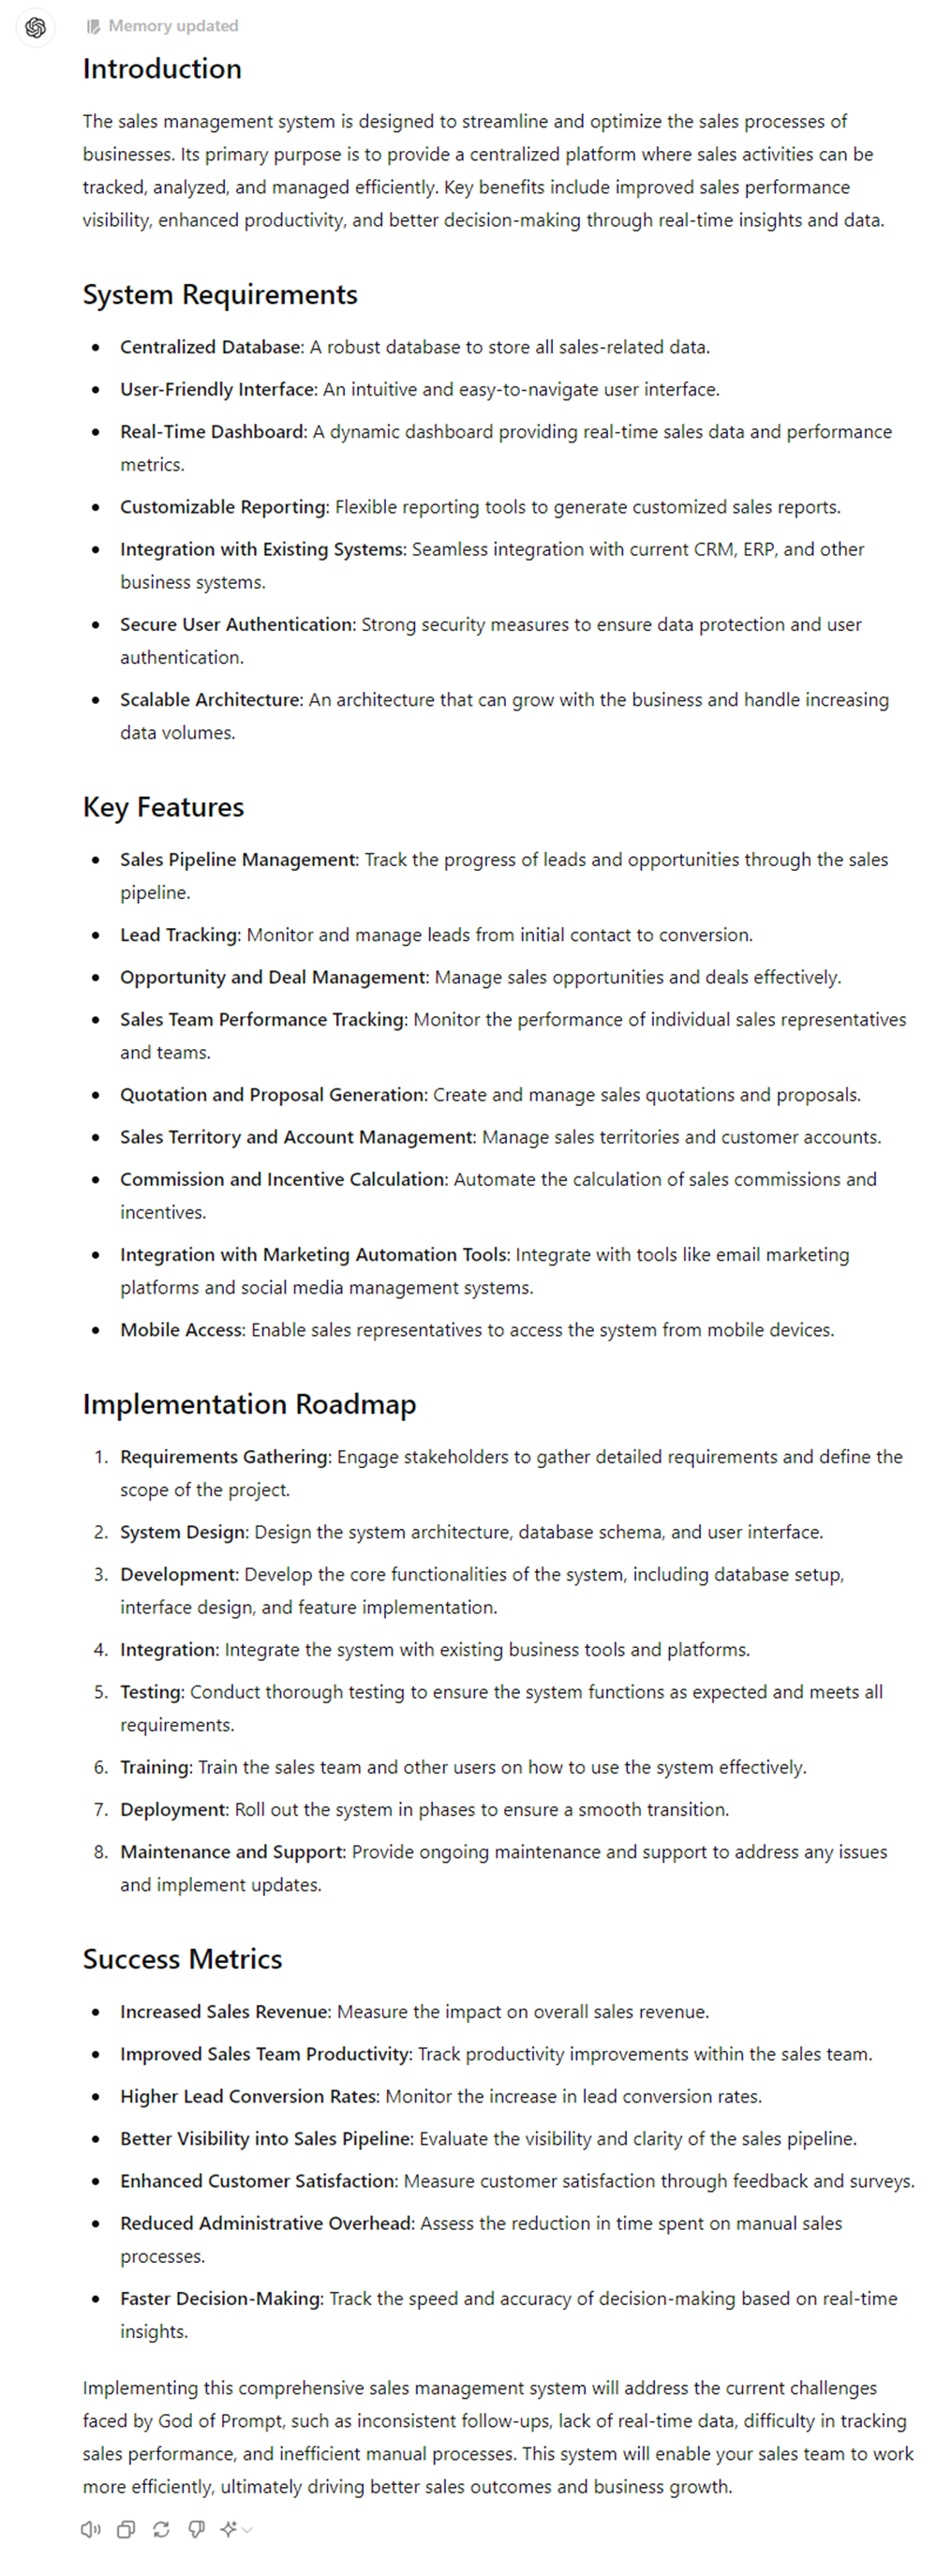 Memory updated
Introduction
The sales management system is designed to streamline and optimize the sales processes of
businesses. Its primary purpose is to provide a centralized platform where sales activities can be
tracked, analyzed, and managed efficiently. Key benefits include improved sales performance
visibility, enhanced productivity, and better decision-making through real-time insights and data.
System Requirements
• Centralized Database: A robust database to store all sales-related data.
• User-Friendly Interface: An intuitive and easy-to-navigate user interface.
• Real-Time Dashboard: A dynamic dashboard providing real-time sales data and performance
metrics.
• Customizable Reporting: Flexible reporting tools to generate customized sales reports.
• Integration with Existing Systems: Seamless integration with current CRM, ERP, and other
business systems.
• Secure User Authentication: Strong security measures to ensure data protection and user
authentication.
• Scalable Architecture: An architecture that can grow with the business and handle increasing
data volumes.
Key Features
• Sales Pipeline Management: Track the progress of leads and opportunities through the sales
pipeline.
• Lead Tracking: Monitor and manage leads from initial contact to conversion.
• Opportunity and Deal Management: Manage sales opportunities and deals effectively.
• Sales Team Performance Tracking: Monitor the performance of individual sales representatives
and teams.
• Quotation and Proposal Generation: Create and manage sales quotations and proposals.
• Sales Territory and Account Management: Manage sales territories and customer accounts.
• Commission and Incentive Calculation: Automate the calculation of sales commissions and
incentives.
• Integration with Marketing Automation Tools: Integrate with tools like email marketing
platforms and social media management systems.
• Mobile Access: Enable sales representatives to access the system from mobile devices.
Implementation Roadmap
1. Requirements Gathering: Engage stakeholders to gather detailed requirements and define the
scope of the project.
2. System Design: Design the system architecture, database schema, and user interface.
3. Development: Develop the core functionalities of the system, including database setup,
interface design, and feature implementation.
4. Integration: Integrate the system with existing business tools and platforms.
5. Testing: Conduct thorough testing to ensure the system functions as expected and meets all
requirements.
6. Training: Train the sales team and other users on how to use the system effectively.
7. Deployment: Roll out the system in phases to ensure a smooth transition.
8. Maintenance and Support: Provide ongoing maintenance and support to address any issues
and implement updates.
Success Metrics
• Increased Sales Revenue: Measure the impact on overall sales revenue.
• Improved Sales Team Productivity: Track productivity improvements within the sales team.
• Higher Lead Conversion Rates: Monitor the increase in lead conversion rates.
• Better Visibility into Sales Pipeline: Evaluate the visibility and clarity of the sales pipeline.
• Enhanced Customer Satisfaction: Measure customer satisfaction through feedback and surveys.
• Reduced Administrative Overhead: Assess the reduction in time spent on manual sales
processes.
• Faster Decision-Making: Track the speed and accuracy of decision-making based on real-time
insights.
Implementing this comprehensive sales management system will address the current challenges
faced by God of Prompt, such as inconsistent follow-ups, lack of real-time data, difficulty in tracking
sales performance, and inefficient manual processes. This system will enable your sales team to work
more efficiently, ultimately driving better sales outcomes and business growth.